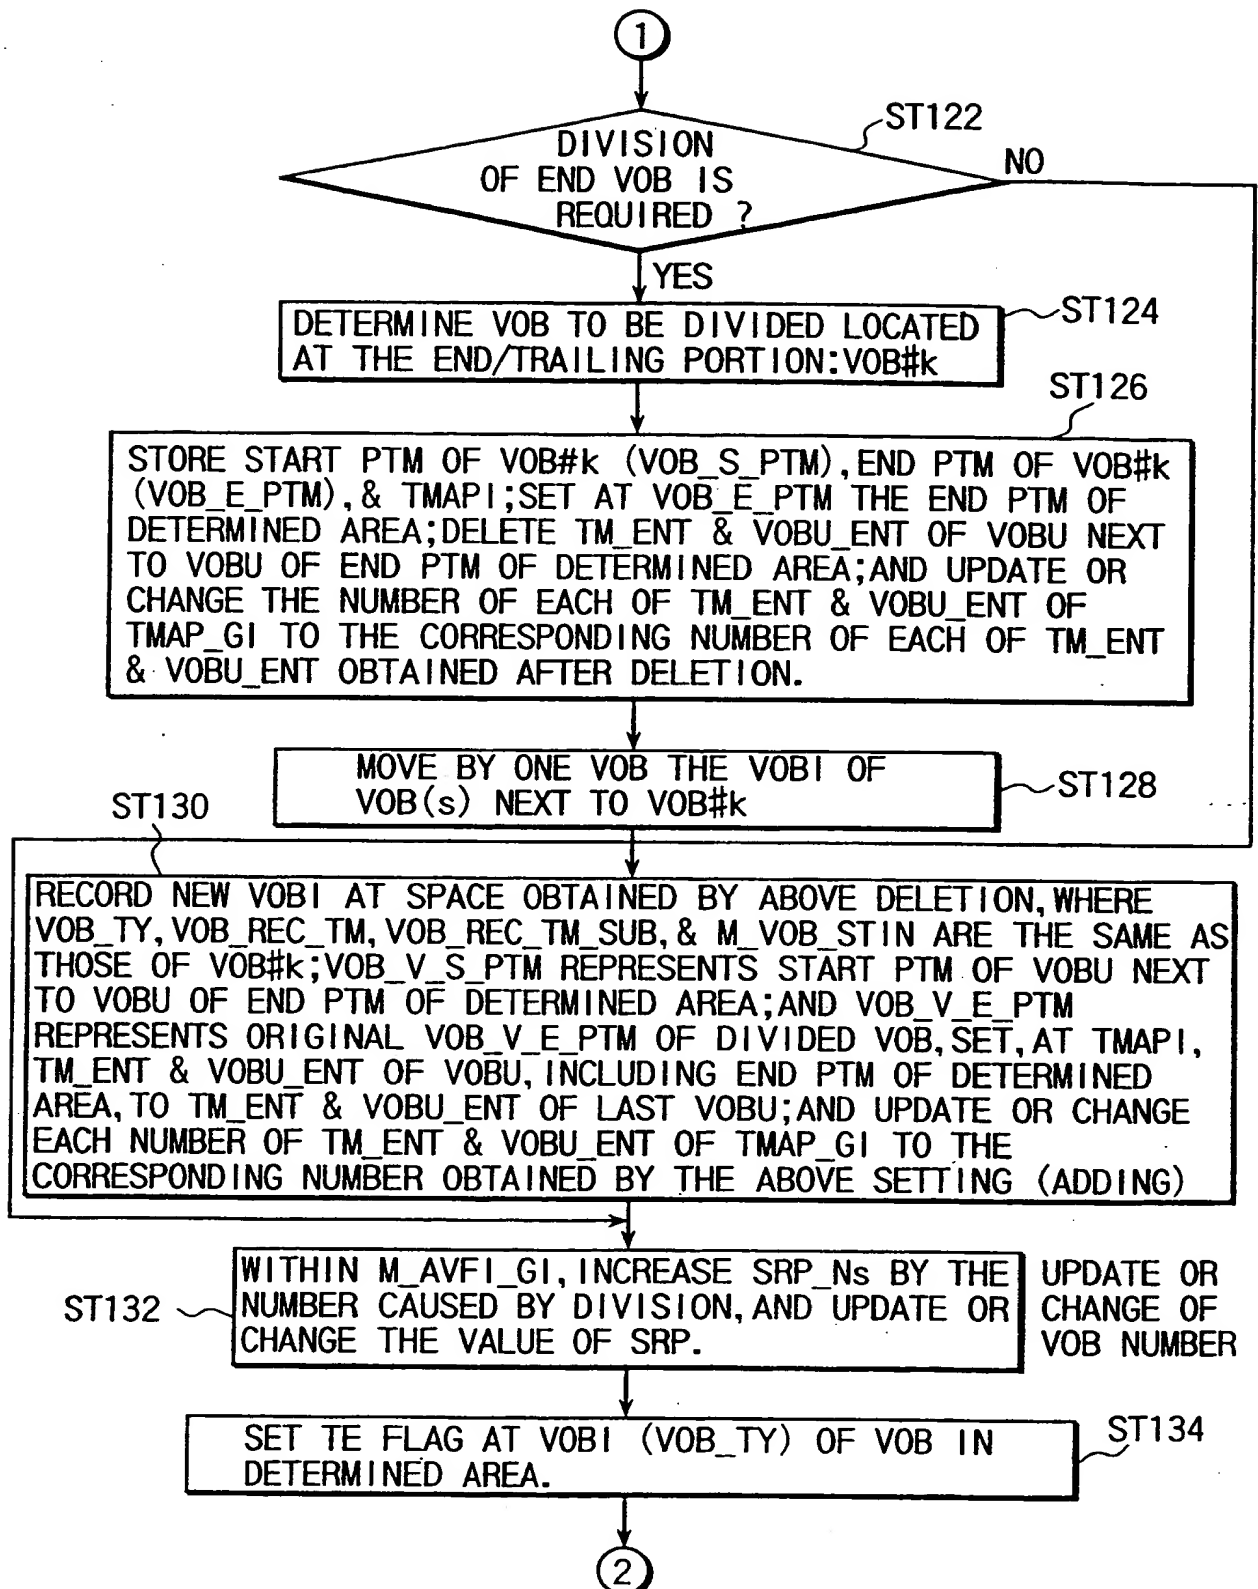 1
ST122
DIVISION
OF END VOB IS
REQUIRED ?
NO
YES
ST124
DETERMINE VOB TO BE DIVIDED LOCATED
AT THE END/TRAILING PORTION:VOB#k
ST126
STORE START PTM OF VOB#k (VOB_S_PTM),END PTM OF VOB#k
(VOB_E_PTM),& TMAPI;SET AT VOB_E_PTM THE END PTM OF
DETERMINED AREA;DELETE TM_ENT & VOBU_ENT OF VOBU NEXT
TO VOBU OF END PTM OF DETERMINED AREA;AND UPDATE OR
CHANGE THE NUMBER OF EACH OF TM_ENT & VOBU_ENT OF
TMAP_GI TO THE CORRESPONDING NUMBER OF EACH OF TM_ENT
& VOBU_ENT OBTAINED AFTER DELETION.
MOVE BY ONE VOB THE VOBI OF
VOB(s) NEXT TO VOB#k
ST128
ST130
RECORD NEW VOBI AT SPACE OBTAINED BY ABOVE DELETION,WHERE
VOB_TY,VOB_REC_TM,VOB_REC_TM_SUB,& M_VOB_STIN ARE THE SAME AS
THOSE OF VOB#k;VOB_V_S_PTM REPRESENTS START PTM OF VOBU NEXT
TO VOBU OF END PTM OF DETERMINED AREA;AND VOB_V_E_PTM
REPRESENTS ORIGINAL VOB_V_E_PTM OF DIVIDED VOB,SET,AT TMAPI,
TM_ENT & VOBU_ENT OF VOBU,INCLUDING END PTM OF DETERMINED
AREA,TO TM_ENT & VOBU_ENT OF LAST VOBU;AND UPDATE OR CHANGE
EACH NUMBER OF TM_ENT & VOBU_ENT OF TMAP_GI TO THE
CORRESPONDING NUMBER OBTAINED BY THE ABOVE SETTING (ADDING)
ST132
WITHIN M_AVFI_GI,INCREASE SRP_Ns BY THE
NUMBER CAUSED BY DIVISION,AND UPDATE OR
CHANGE THE VALUE OF SRP.
UPDATE OR
CHANGE OF
VOB NUMBER
SET TE FLAG AT VOBI (VOB_TY) OF VOB IN
DETERMINED AREA.
ST134
2